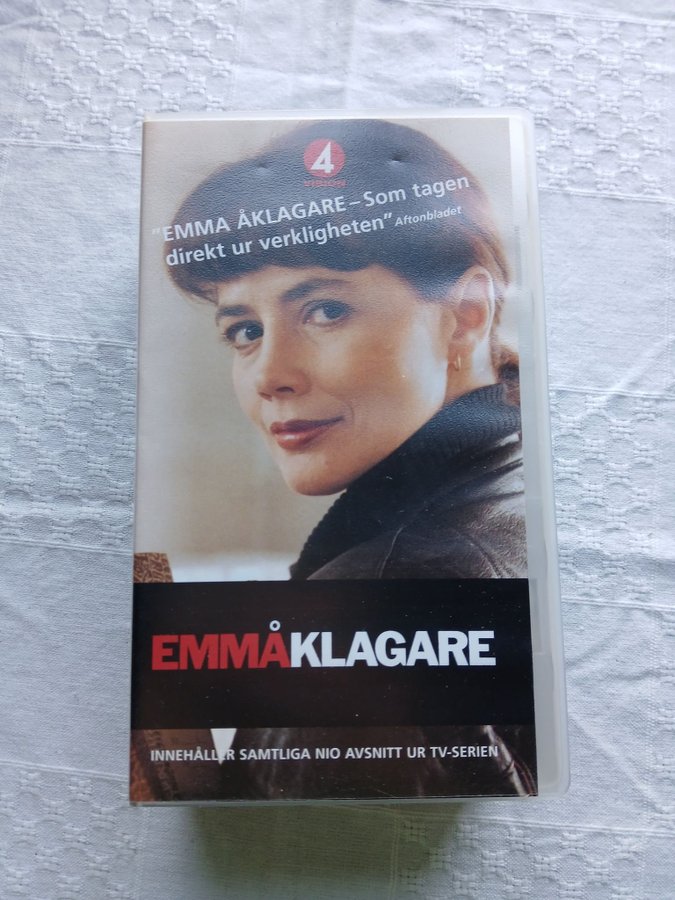 4
VISION
"EMMA ÅKLAGARE – Som tagen
direkt ur verkligheten" Aftonbladet
EMMÅKLAGARE
INNEHÅLLER SAMTLIGA NIO AVSNITT UR TV-SERIEN